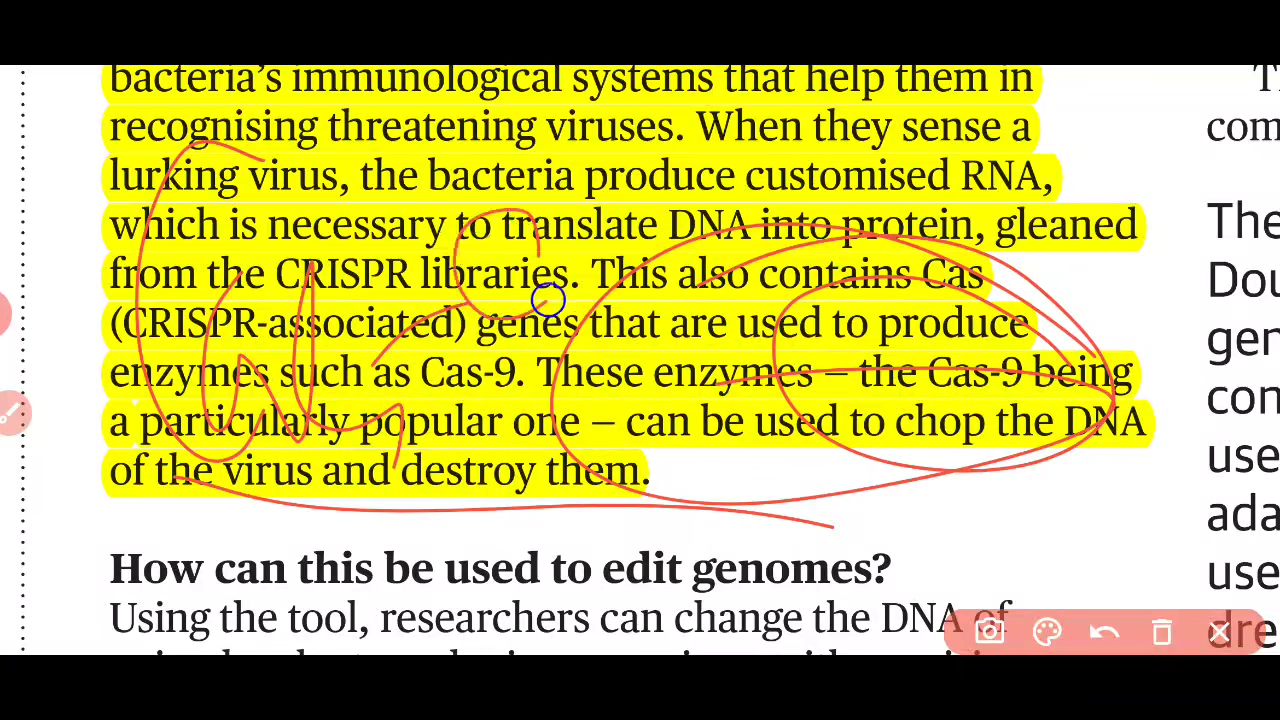 bacteria’s immunological systems that help them in
recognising threatening viruses. When they sense a
lurking virus, the bacteria produce customised RNA,
which is necessary to translate DNA into protein, gleaned
from the CRISPR libraries. This also contains Cas
(CRISPR-associated) genes that are used to produce
enzymes such as Cas-9. These enzymes – the Cas-9 being
a particularly popular one – can be used to chop the DNA
of the virus and destroy them.
How can this be used to edit genomes?
Using the tool, researchers can change the DNA of
com
The
Dou
gen
con
use
ada
use
dre